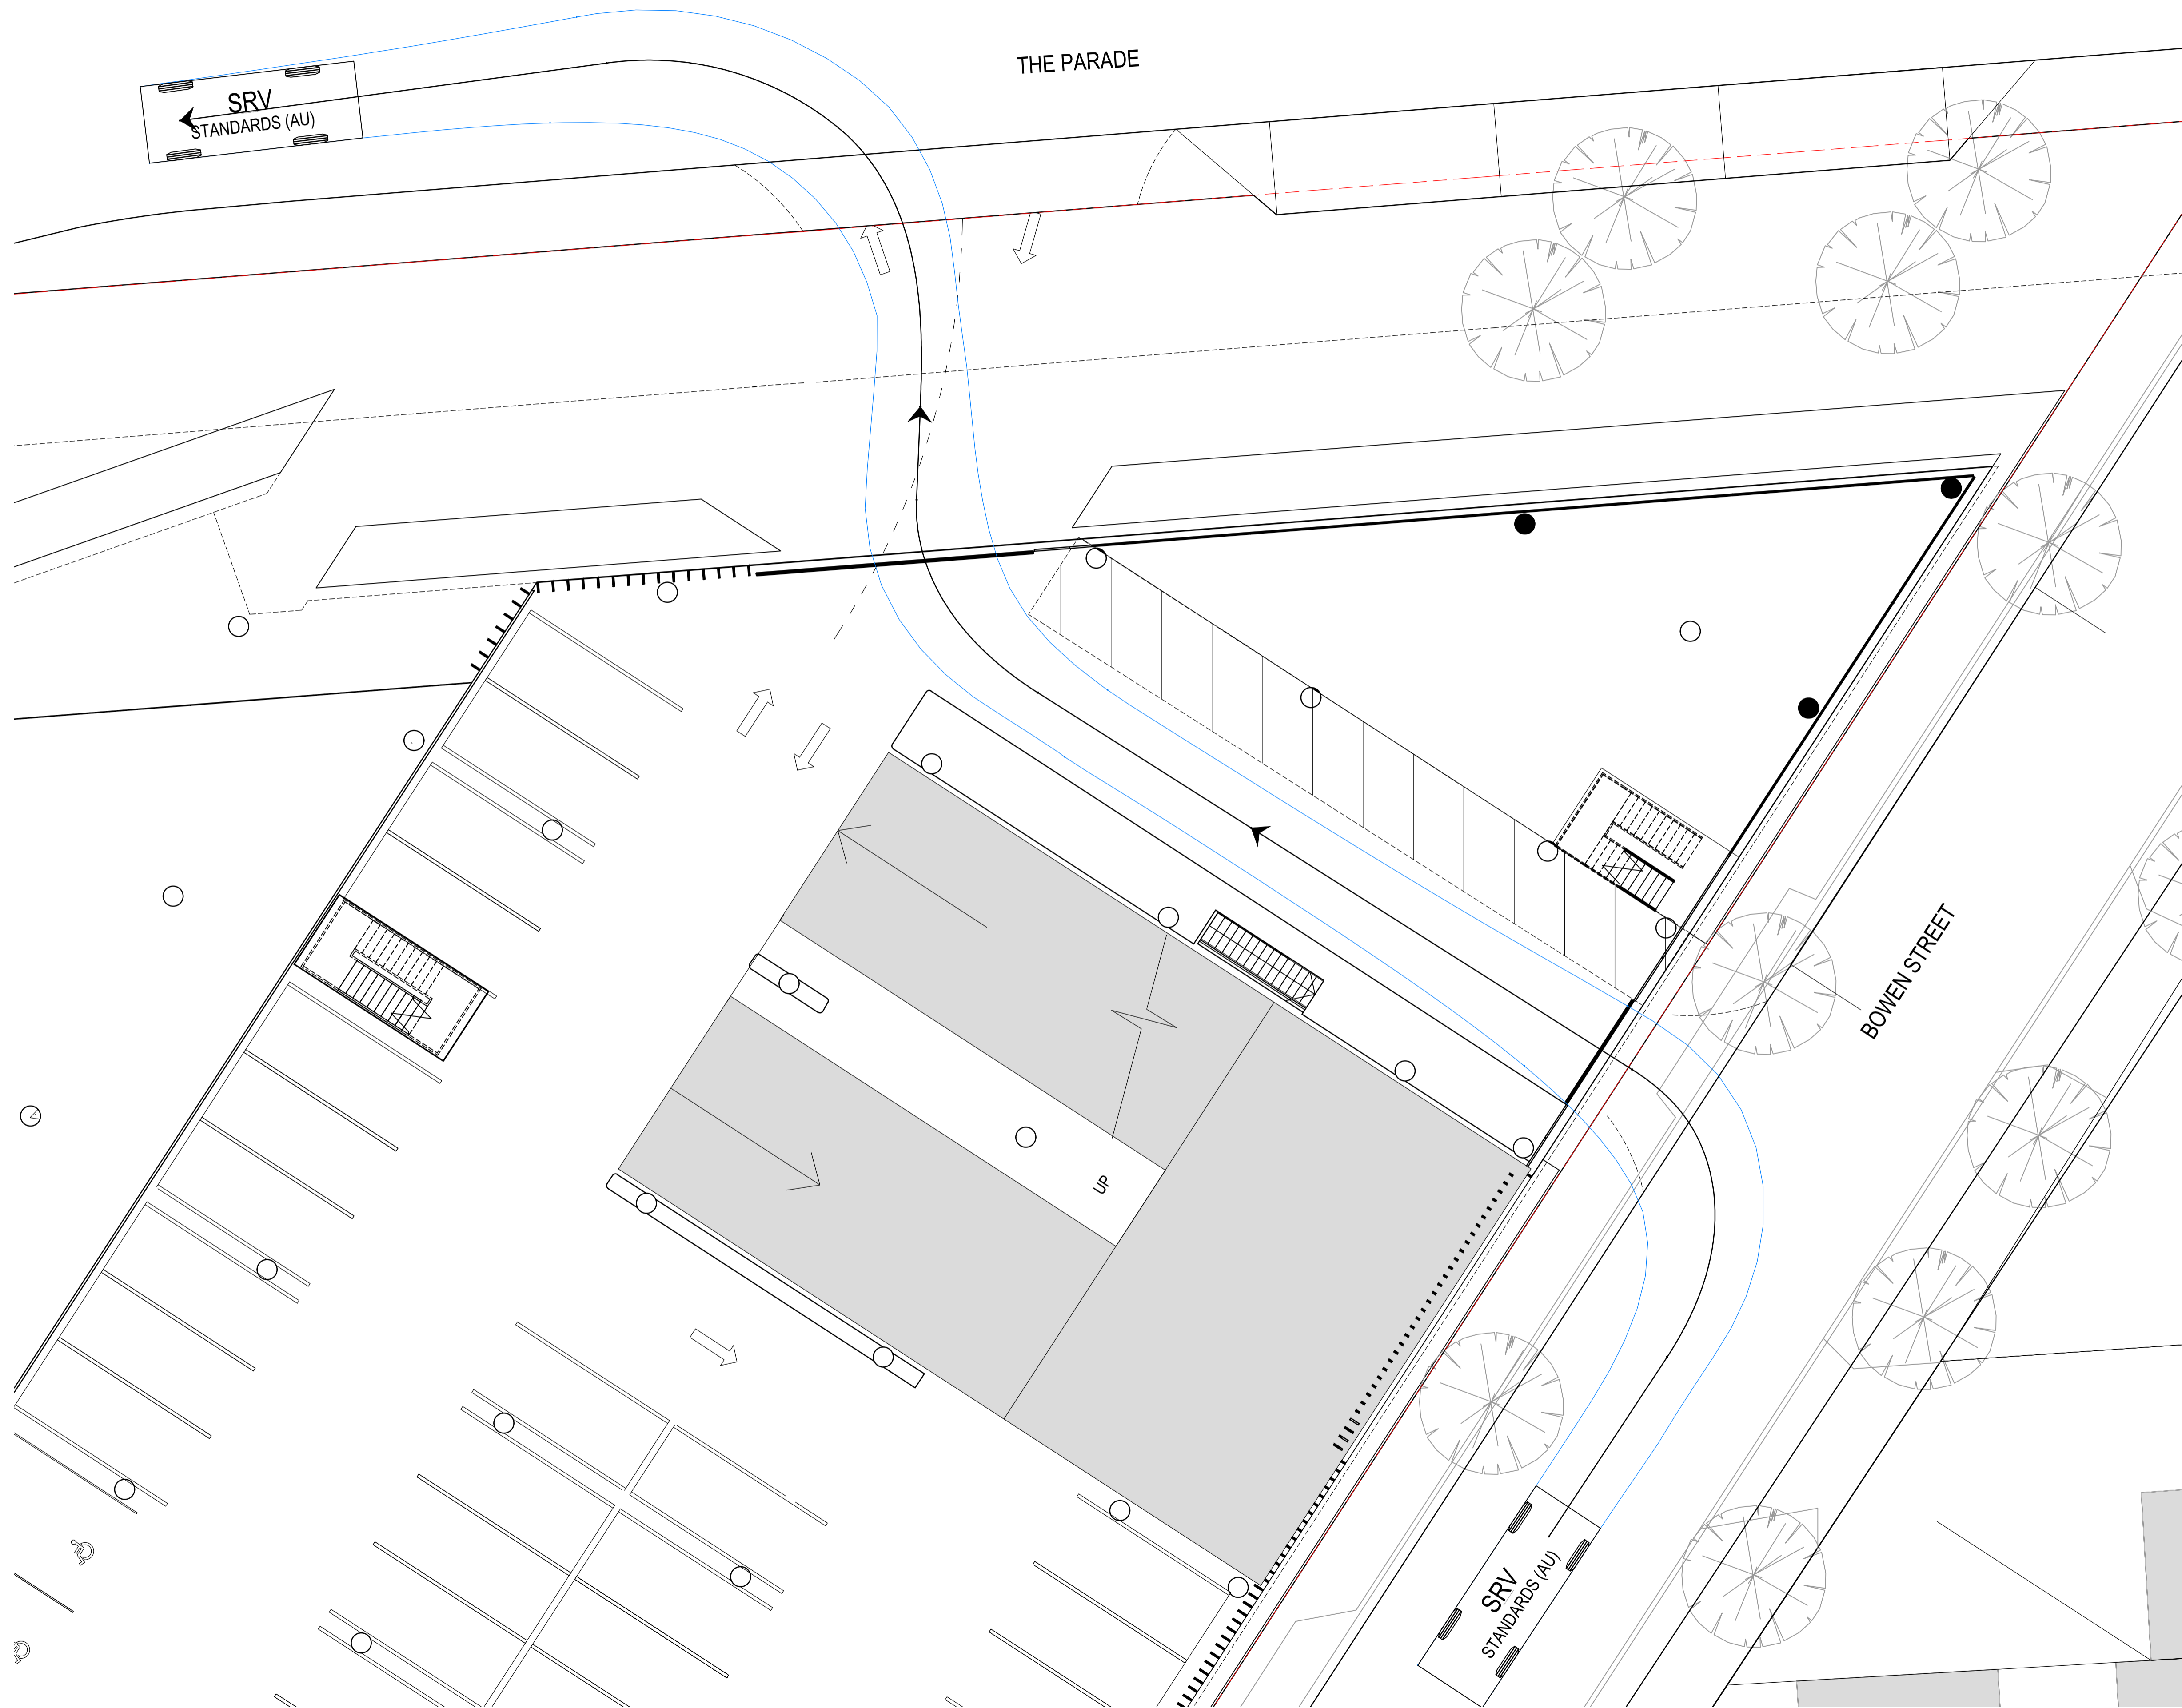 THE PARADE
SRV
STANDARDS (AU)
BOWEN STREET
UP
SRV
STANDARDS (AU)